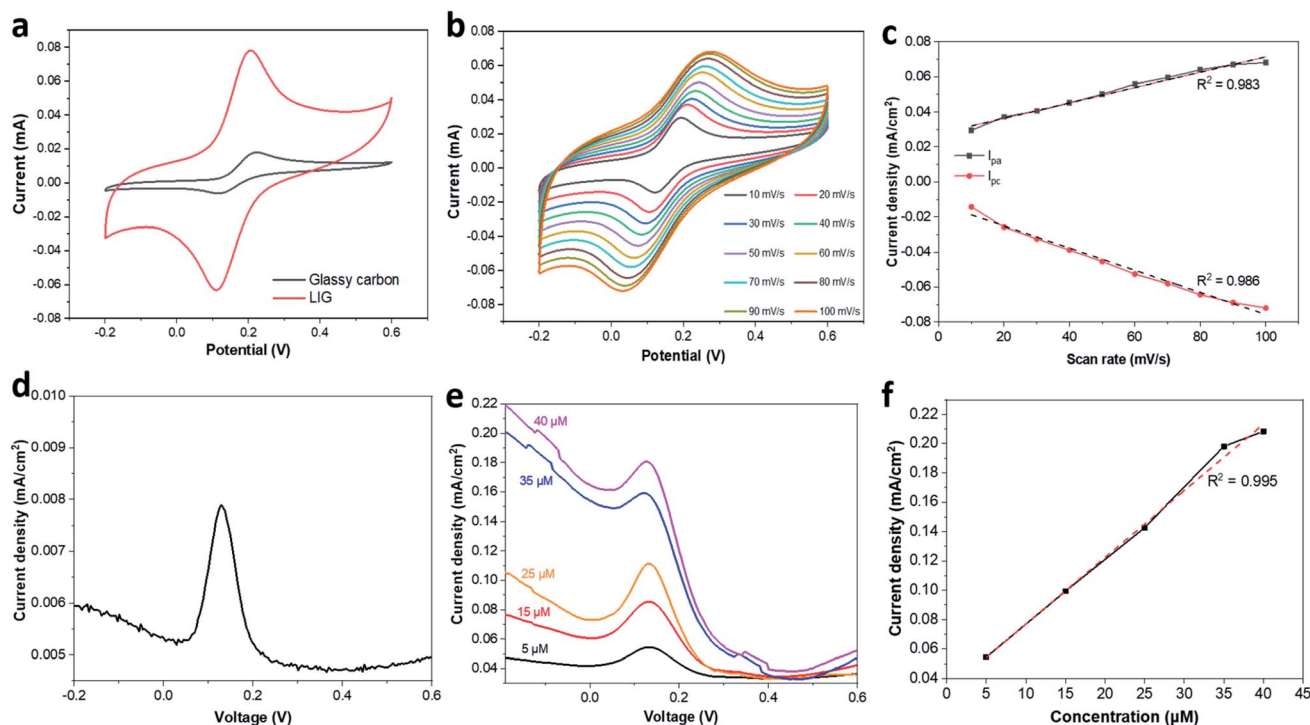 a
0.08
0.06
0.04
0.02
0.00
-0.02
-0.04
-0.06
-0.08
Current (mA)
Glassy carbon
LIG
-0.2
0.0
0.2
0.4
0.6
Potential (V)
b
0.08
0.06
0.04
0.02
0.00
-0.02
-0.04
-0.06
-0.08
Current (mA)
10 mV/s
20 mV/s
30 mV/s
40 mV/s
50 mV/s
60 mV/s
70 mV/s
80 mV/s
90 mV/s
100 mV/s
-0.2
0.0
0.2
0.4
0.6
Potential (V)
c
0.08
0.06
0.04
0.02
0.00
-0.02
-0.04
-0.06
-0.08
Current density (mA/cm²)
R² = 0.983
Ipa
Ipc
R² = 0.986
20
40
60
80
100
Scan rate (mV/s)
d
0.010
0.009
0.008
0.007
0.006
0.005
Current density (mA/cm²)
-0.2
0.0
0.2
0.4
0.6
Voltage (V)
e
0.22
0.20
0.18
0.16
0.14
0.12
0.10
0.08
0.06
0.04
Current density (mA/cm²)
40 µM
35 µM
25 µM
15 µM
5 µM
0.0
0.2
0.4
0.6
Voltage (V)
f
0.22
0.20
0.18
0.16
0.14
0.12
0.10
0.08
0.06
0.04
Current density (mA/cm²)
R² = 0.995
0
5
10
15
20
25
30
35
40
45
Concentration (µM)